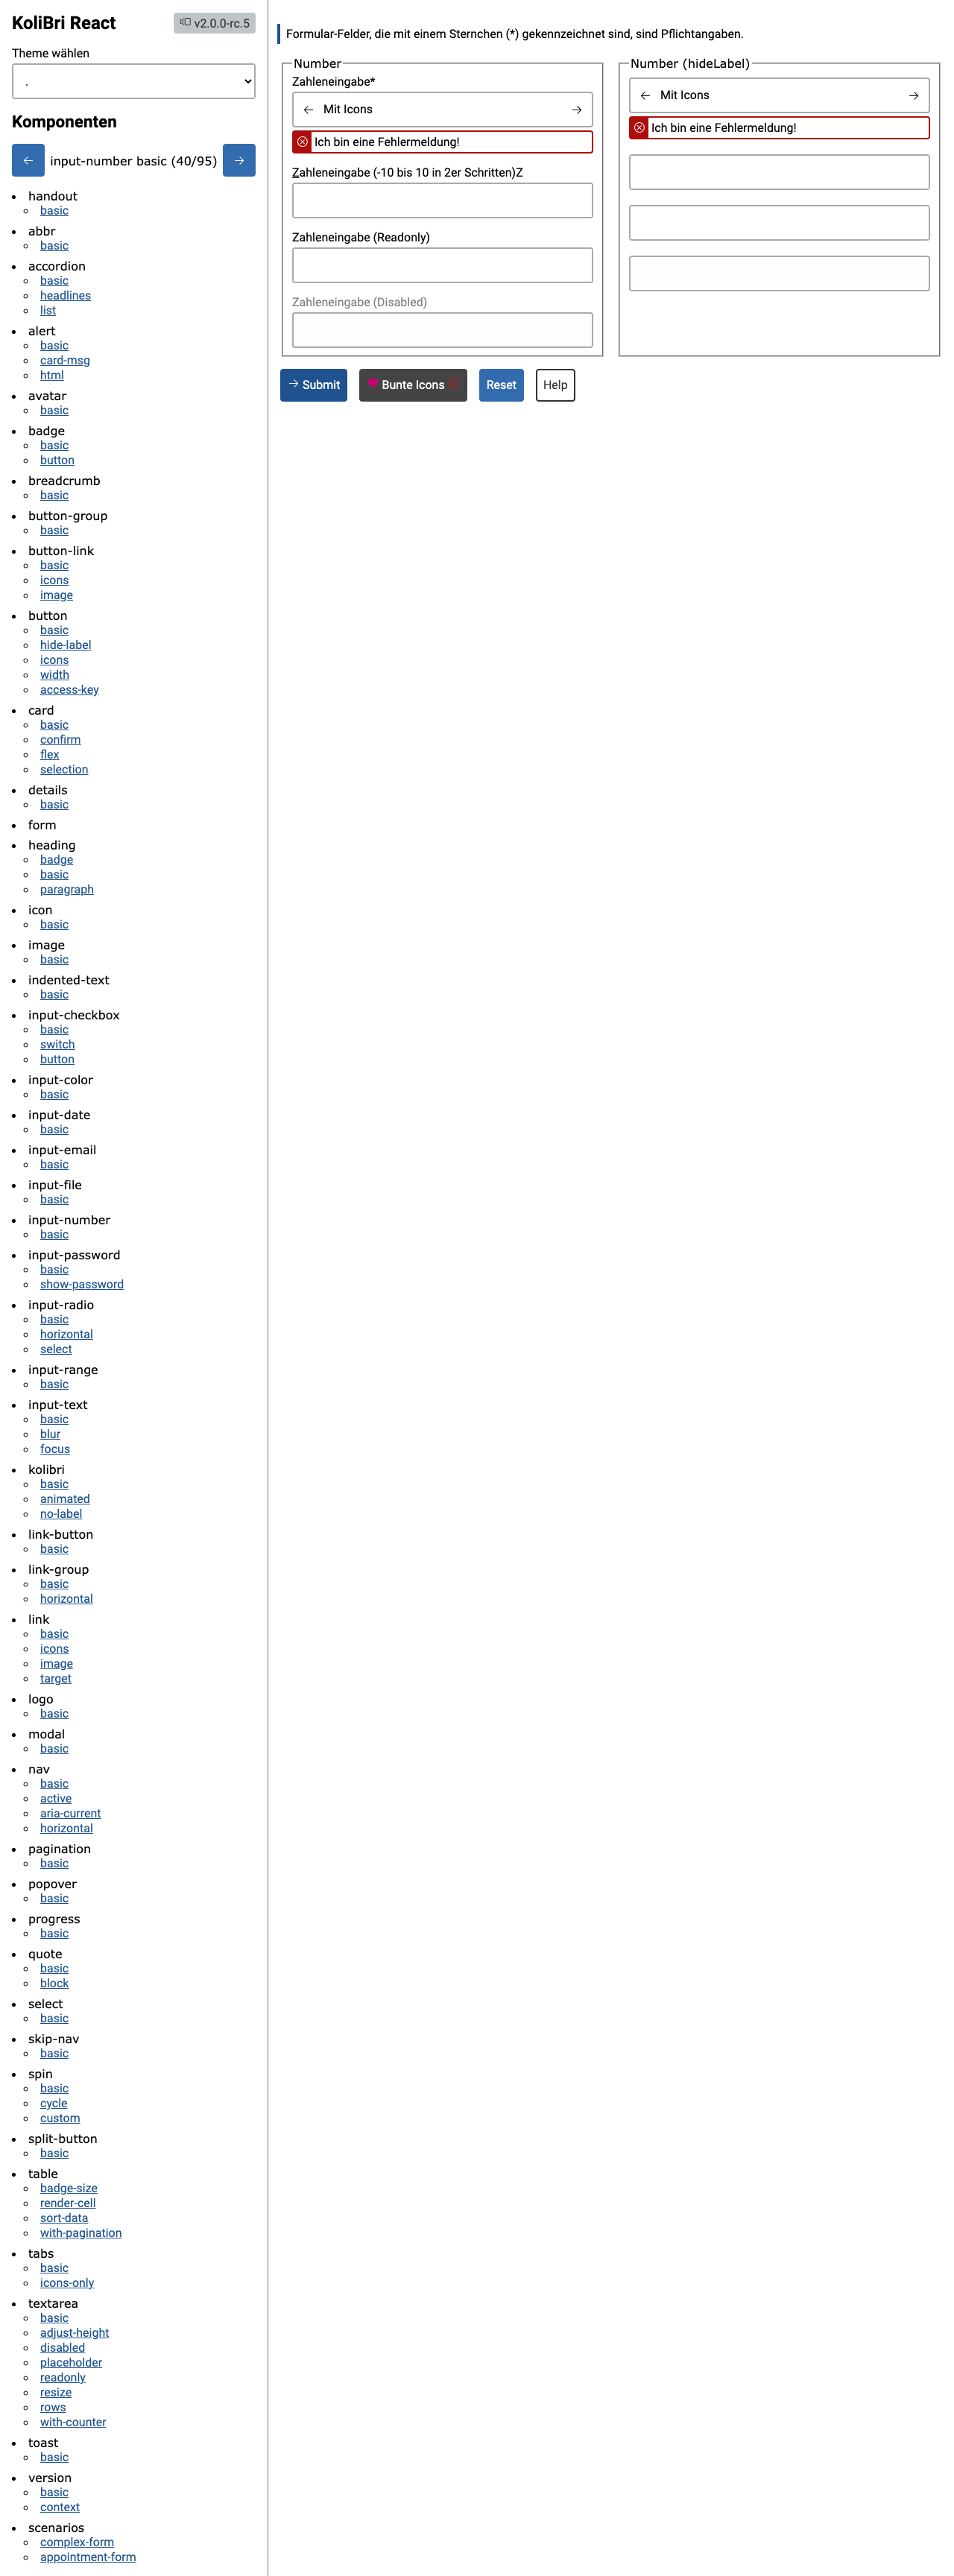 KoliBri React
v2.0.0-rc.5
Theme wählen
.
Komponenten
input-number basic (40/95)
handout
basic
abbr
basic
accordion
basic
headlines
list
alert
basic
card-msg
html
avatar
basic
badge
basic
button
breadcrumb
basic
button-group
basic
button-link
basic
icons
image
button
basic
hide-label
icons
width
access-key
card
basic
confirm
flex
selection
details
basic
form
heading
badge
basic
paragraph
icon
basic
image
basic
indented-text
basic
input-checkbox
basic
switch
button
input-color
basic
input-date
basic
input-email
basic
input-file
basic
input-number
basic
input-password
basic
show-password
input-radio
basic
horizontal
select
input-range
basic
input-text
basic
blur
focus
kolibri
basic
animated
no-label
link-button
basic
link-group
basic
horizontal
link
basic
icons
image
target
logo
basic
modal
basic
nav
basic
active
aria-current
horizontal
pagination
basic
popover
basic
progress
basic
quote
basic
block
select
basic
skip-nav
basic
spin
basic
cycle
custom
split-button
basic
table
badge-size
render-cell
sort-data
with-pagination
tabs
basic
icons-only
textarea
basic
adjust-height
disabled
placeholder
readonly
resize
rows
with-counter
toast
basic
version
basic
context
scenarios
complex-form
appointment-form
Formular-Felder, die mit einem Sternchen (*) gekennzeichnet sind, sind Pflichtangaben.
Number
Zahleneingabe*
Mit Icons
Ich bin eine Fehlermeldung!
Zahleneingabe (-10 bis 10 in 2er Schritten)Z
Zahleneingabe (Readonly)
Zahleneingabe (Disabled)
Number (hideLabel)
Mit Icons
Ich bin eine Fehlermeldung!
Submit
Bunte Icons
Reset
Help